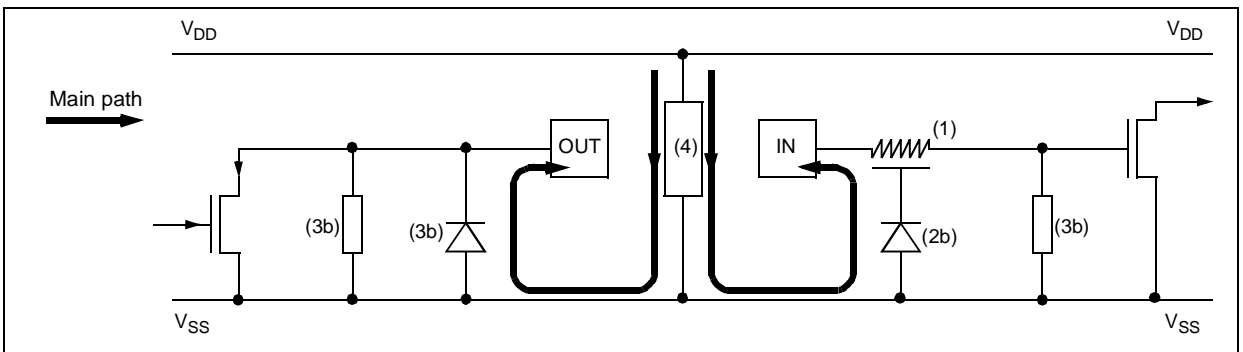 VDD VDD
Main path
OUT (4) IN (1)
(3b) (3b) (2b) (3b)
VSS VSS